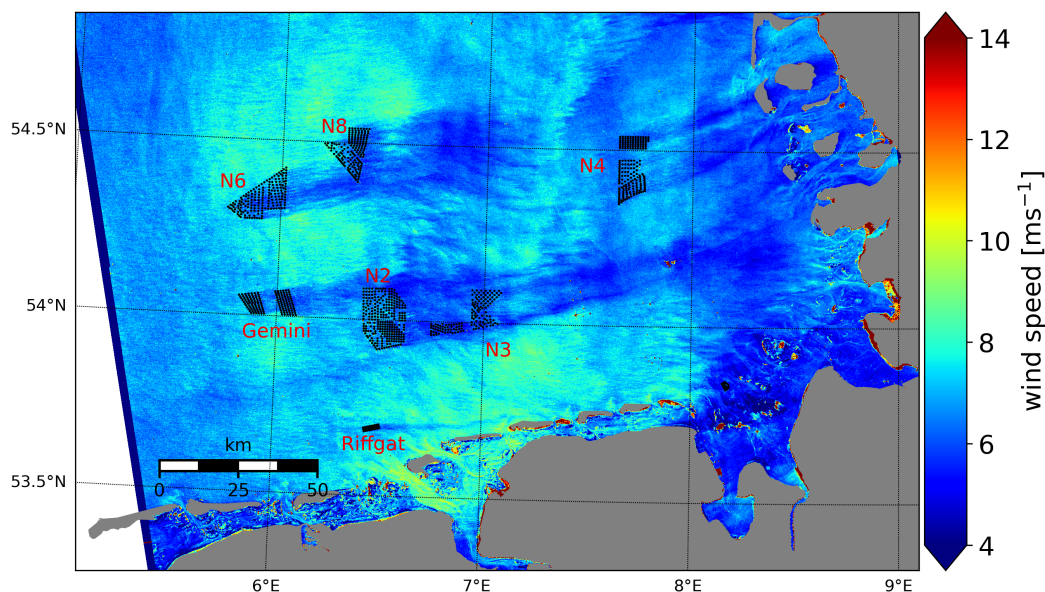 54.5°N
54°N
53.5°N
6°E
7°E
8°E
9°E
N8
N6
N4
N2
Gemini
N3
Riffgat
km
0
25
50
14
12
10
8
6
4
wind speed [ms⁻¹]